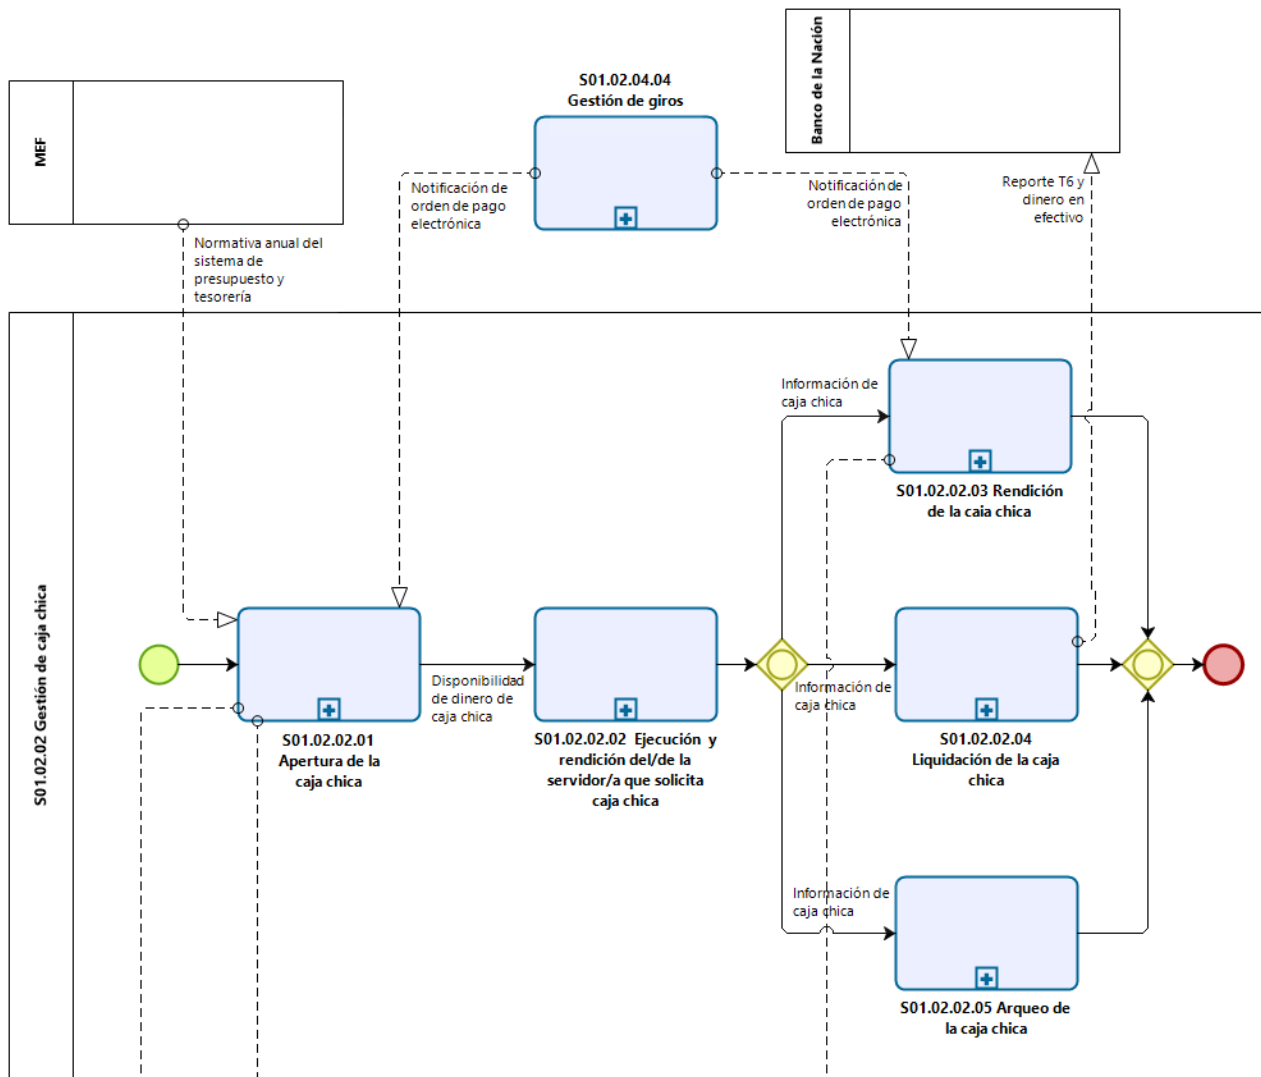 Banco de la Nación
S01.02.04.04
Gestión de giros
MEF
Notificación de
orden de pago
electrónica
Notificación de
orden de pago
electrónica
Reporte T6 y
dinero en
efectivo
Normativa anual del
sistema de
presupuesto y
tesorería
S01.02.02 Gestión de caja chica
Información de
caja chica
S01.02.02.03 Rendición
de la caia chica
Disponibilidad
de dinero de
caja chica
Información de
caja chica
S01.02.02.01
Apertura de la
caja chica
S01.02.02.02 Ejecución y
rendición del/de la
servidor/a que solicita
caja chica
S01.02.02.04
Liquidación de la caja
chica
Información de
caja chica
S01.02.02.05 Arqueo de
la caja chica